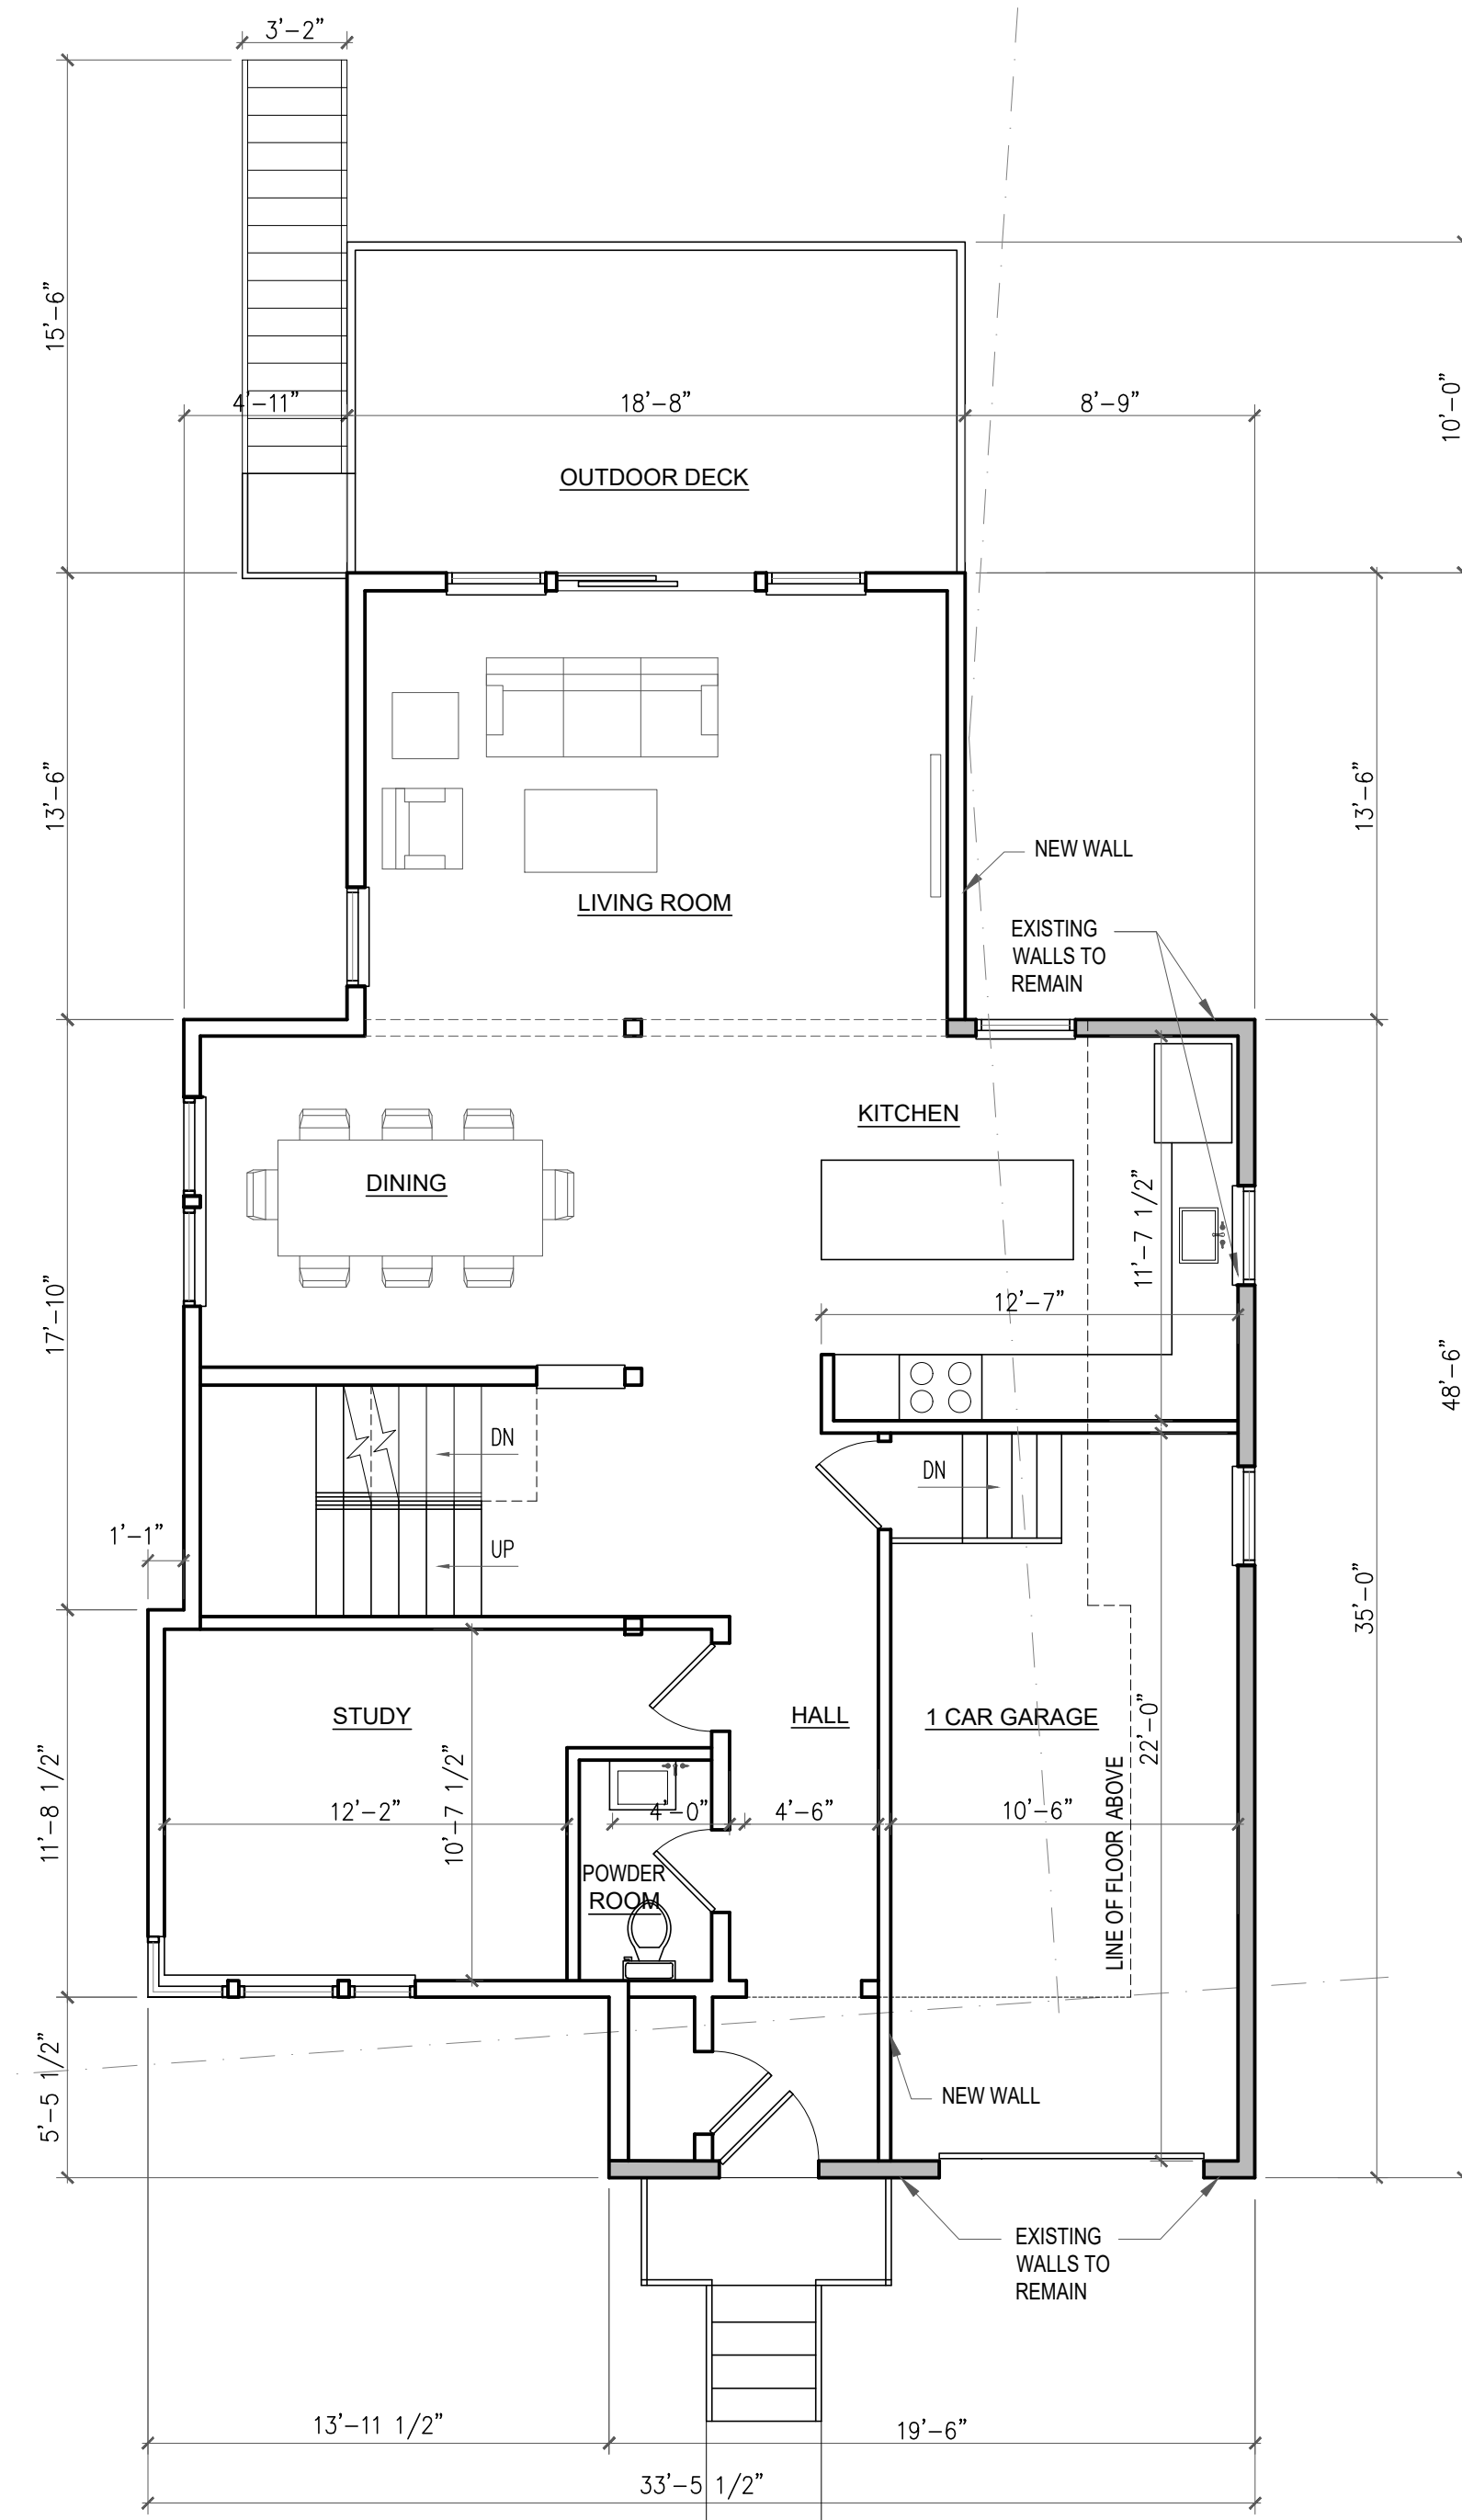 3'-2"
15'-6"
4'-11"
18'-8"
8'-9"
10'-0"
OUTDOOR DECK
13'-6"
13'-6"
NEW WALL
LIVING ROOM
EXISTING
WALLS TO
REMAIN
KITCHEN
DINING
11'-7 1/2"
12'-7"
17'-10"
48'-6"
DN
DN
1'-1"
UP
35'-0"
STUDY
HALL
1 CAR GARAGE
22'-0"
11'-8 1/2"
10'-7 1/2"
12'-2"
4'-0"
4'-6"
10'-6"
LINE OF FLOOR ABOVE
POWDER
ROOM
5'-5 1/2"
NEW WALL
EXISTING
WALLS TO
REMAIN
13'-11 1/2"
19'-6"
33'-5 1/2"